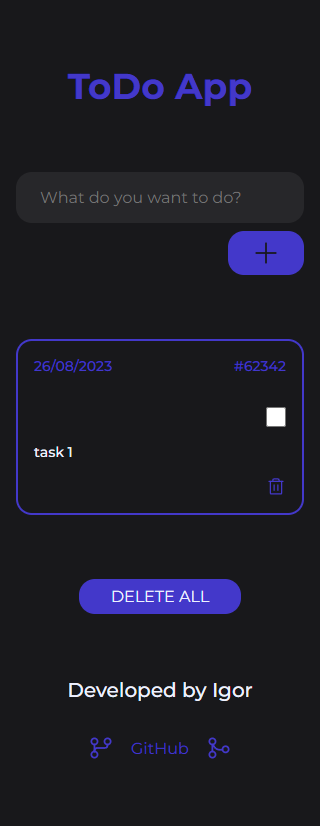 ToDo App
What do you want to do?
26/08/2023 #62342
task 1
DELETE ALL
Developed by Igor
GitHub